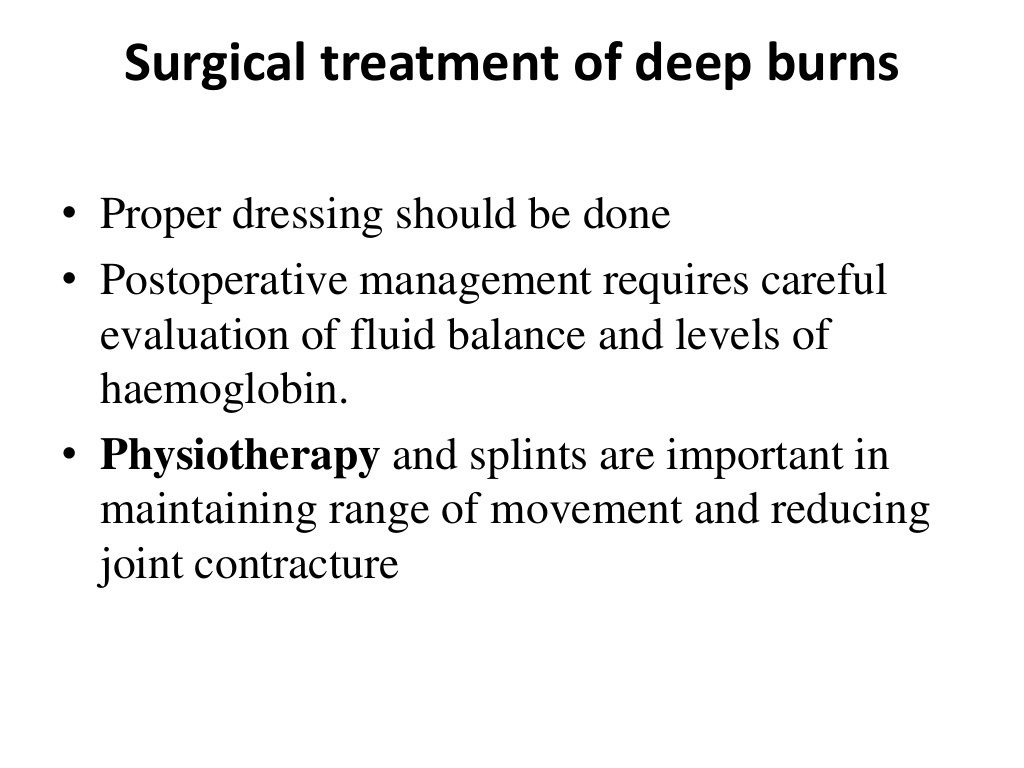 Surgical treatment of deep burns
• Proper dressing should be done
• Postoperative management requires careful
evaluation of fluid balance and levels of
haemoglobin.
• Physiotherapy and splints are important in
maintaining range of movement and reducing
joint contracture